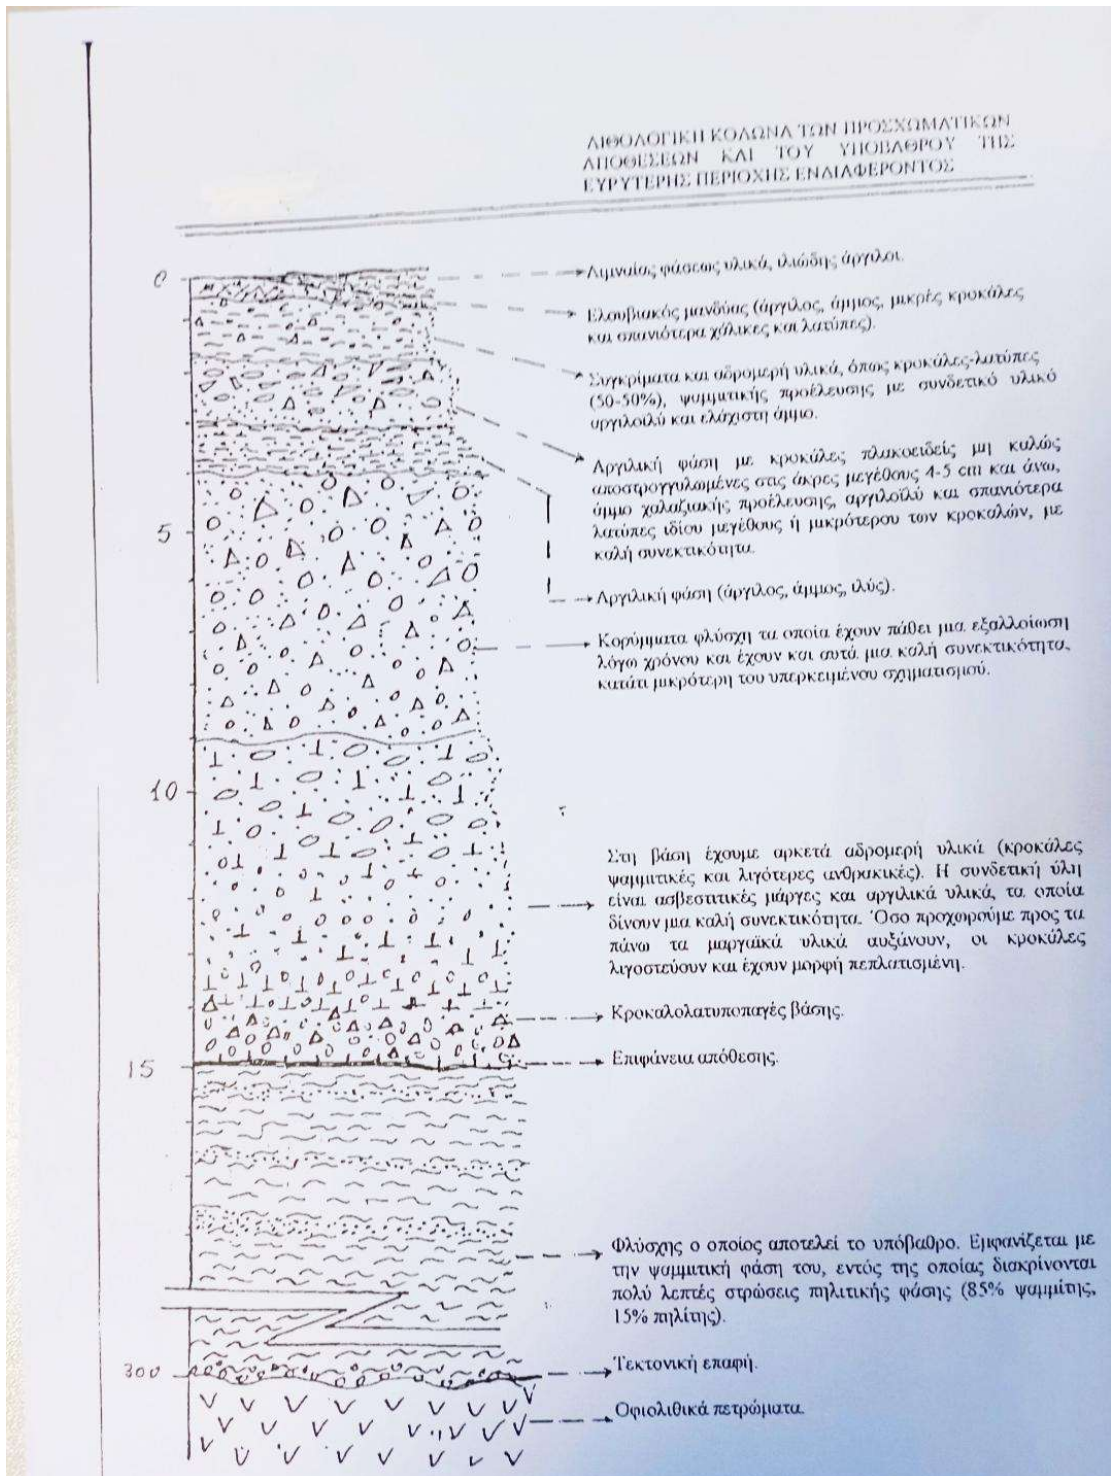 ΛΙΘΟΛΟΓΙΚΗ ΚΟΛΩΝΑ ΤΩΝ ΠΡΟΣΧΩΜΑΤΙΚΩΝ
ΑΠΟΘΕΣΕΩΝ ΚΑΙ ΤΟΥ ΥΠΟΒΑΘΡΟΥ ΤΗΣ
ΕΥΡΥΤΕΡΗΣ ΠΕΡΙΟΧΗΣ ΕΝΔΙΑΦΕΡΟΝΤΟΣ
0
Λιμναίας φάσεως υλικά, ιλιώδης άργιλοι.
Ελουβιακός μανδύας (άργιλος, άμμος, μικρές κροκάλες
και σπανιότερα χάλικες και λατύπες).
Συγκρίματα και αδρομερή υλικά, όπως κροκάλες-λατύπες
(50-50%), ψαμμιτικής προέλευσης με συνδετικό υλικό
αργιλοϊλύ και ελάχιστη άμμο.
Αργιλική φάση με κροκάλες πλακοειδείς μη καλώς
αποστρογγυλωμένες στις άκρες μεγέθους 4-5 cm και άνω,
άμμο χαλαζιακής προέλευσης, αργιλοϊλύ και σπανιότερα
λατύπες ιδίου μεγέθους ή μικρότερου των κροκαλών, με
καλή συνεκτικότητα.
5
Αργιλική φάση (άργιλος, άμμος, ιλύς).
Κορύμματα φλύσχη τα οποία έχουν πάθει μια εξαλλοίωση
λόγω χρόνου και έχουν και αυτά μια καλή συνεκτικότητα,
κατάτι μικρότερη του υπερκειμένου σχηματισμού.
10
Στη βάση έχουμε αρκετά αδρομερή υλικά (κροκάλες
ψαμμιτικές και λιγότερες ανθρακικές). Η συνδετική ύλη
είναι ασβεστιτικές μάργες και αργιλικά υλικά, τα οποία
δίνουν μια καλή συνεκτικότητα. Όσο προχωρούμε προς τα
πάνω τα μαργαϊκά υλικά αυξάνουν, οι κροκάλες
λιγοστεύουν και έχουν μορφή πεπλατισμένη.
Κροκαλολατυποπαγές βάσης.
15
Επιφάνεια απόθεσης.
Φλύσχης ο οποίος αποτελεί το υπόβαθρο. Εμφανίζεται με
την ψαμμιτική φάση του, εντός της οποίας διακρίνονται
πολύ λεπτές στρώσεις πηλιτικής φάσης (85% ψαμμίτης,
15% πηλίτης).
300
Τεκτονική επαφή.
Οφιολιθικά πετρώματα.